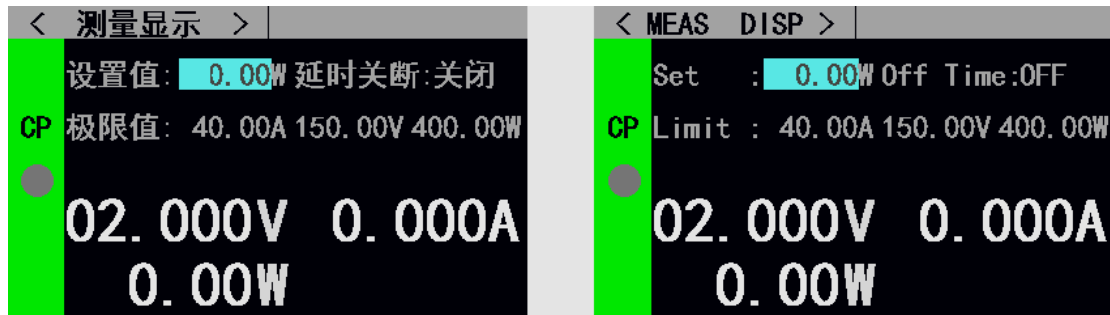 < 测量显示 >
设置值: 0.00W 延时关断:关闭
CP 极限值: 40.00A 150.00V 400.00W
02.000V 0.000A
0.00W
< MEAS DISP >
Set : 0.00W Off Time:OFF
CP Limit : 40.00A 150.00V 400.00W
02.000V 0.000A
0.00W